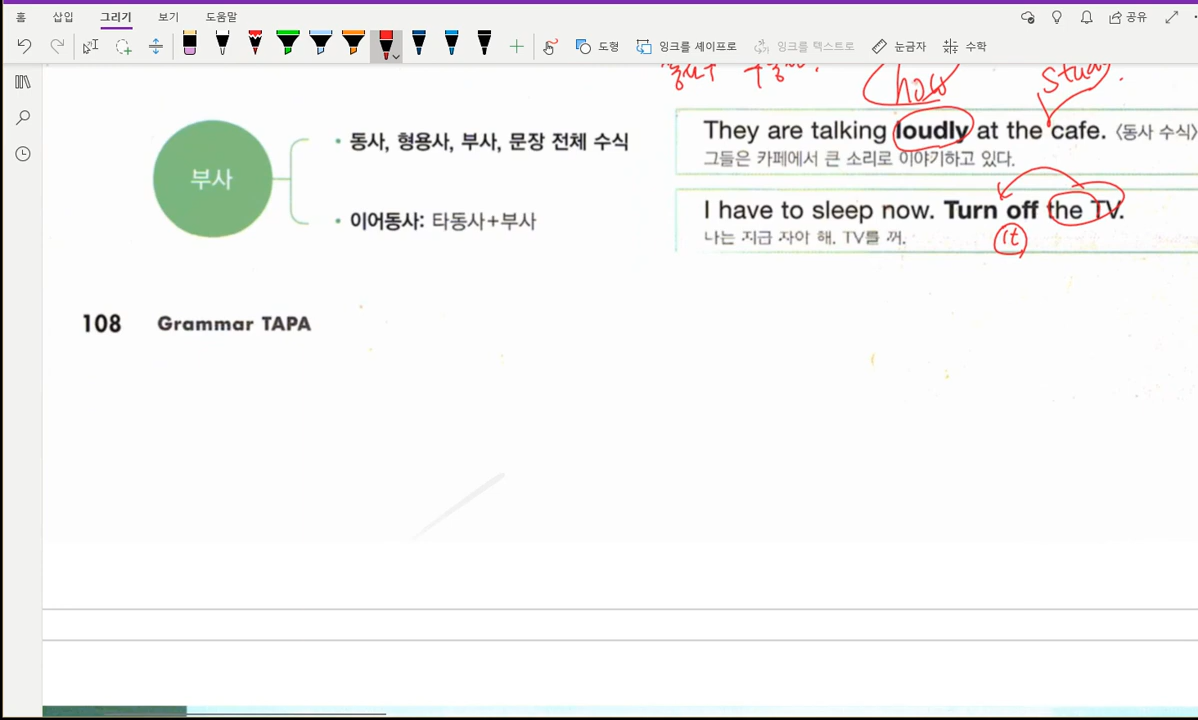 홈 삽입 그리기 보기 도움말
공유
도형 잉크를 셰이프로 잉크를 텍스트로 눈금자 수학
how study.
They are talking loudly at the cafe. <동사 수식>
그들은 카페에서 큰 소리로 이야기하고 있다.
부사
• 동사, 형용사, 부사, 문장 전체 수식
• 이어동사: 타동사+부사
I have to sleep now. Turn off the TV.
나는 지금 자야 해. TV를 꺼.
it
108 Grammar TAPA